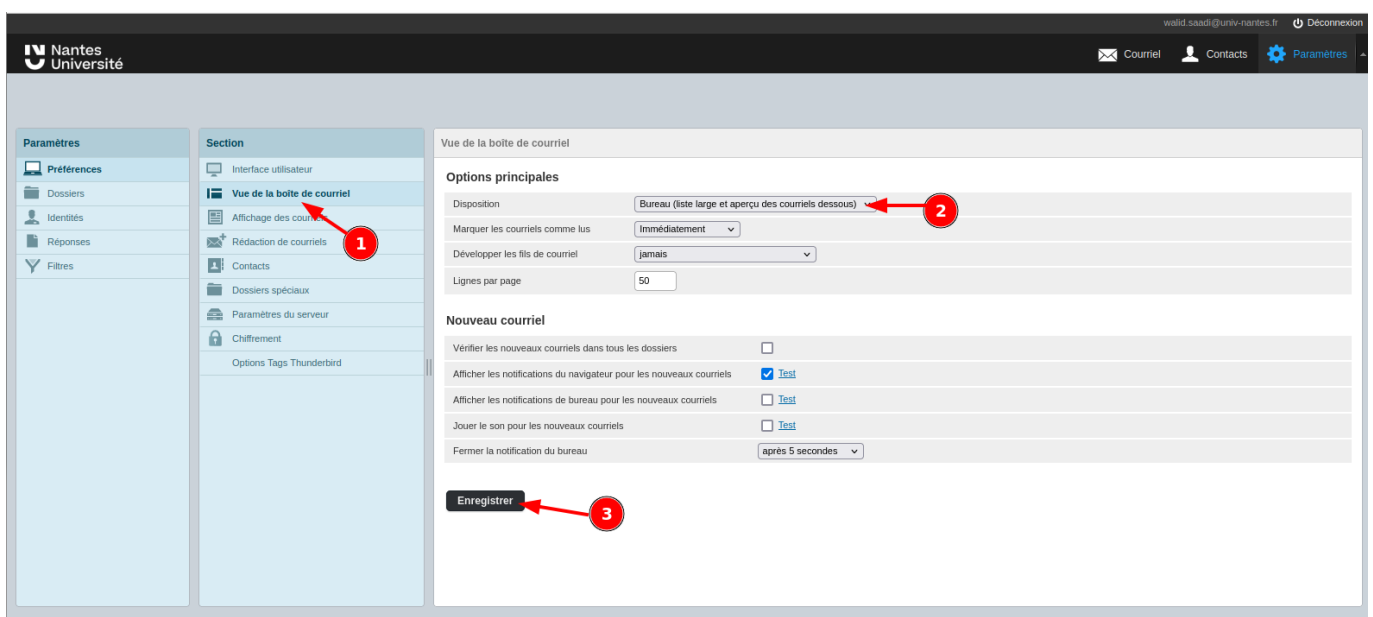 walid.saadi@univ-nantes.fr Déconnexion
Nantes
Université
Courriel Contacts Paramètres
Paramètres
Préférences
Dossiers
Identités
Réponses
Filtres
Section
Interface utilisateur
Vue de la boîte de courriel
Affichage des courriels
Rédaction de courriels
Contacts
Dossiers spéciaux
Paramètres du serveur
Chiffrement
Options Tags Thunderbird
1
Vue de la boîte de courriel
Options principales
Disposition Bureau (liste large et aperçu des courriels dessous)
2
Marquer les courriels comme lus Immédiatement
Développer les fils de courriel jamais
Lignes par page 50
Nouveau courriel
Vérifier les nouveaux courriels dans tous les dossiers
Afficher les notifications du navigateur pour les nouveaux courriels Test
Afficher les notifications de bureau pour les nouveaux courriels Test
Jouer le son pour les nouveaux courriels Test
Fermer la notification du bureau après 5 secondes
Enregistrer
3